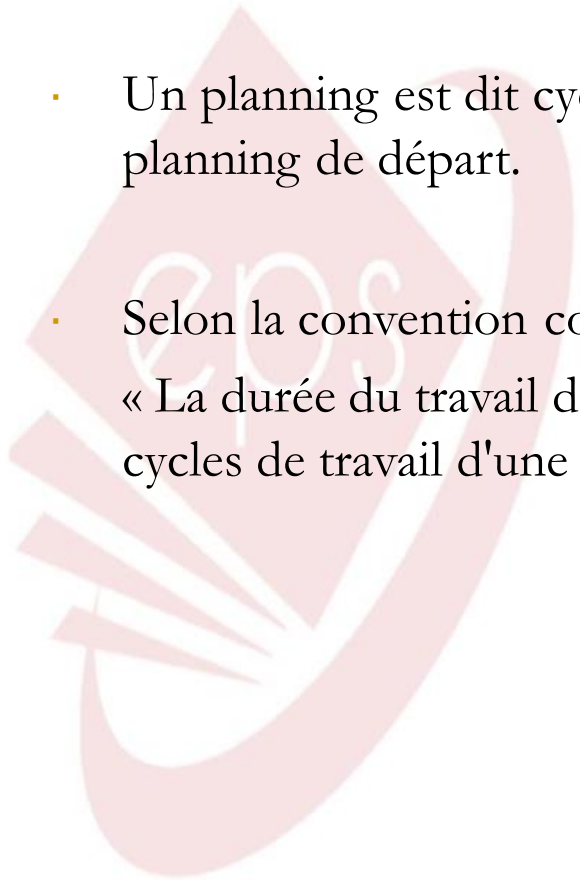 Un planning est dit cy
planning de départ.
eps
Selon la convention co
« La durée du travail d
cycles de travail d'une